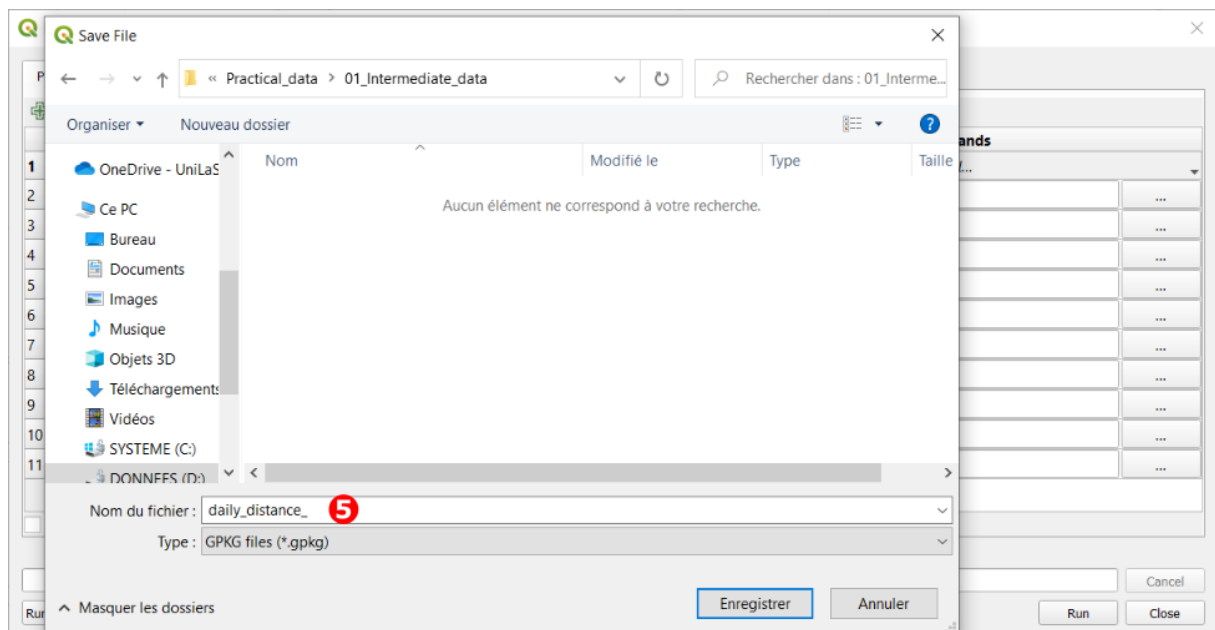 Save File
« Practical_data > 01_Intermediate_data
Rechercher dans : 01_Interme...
Organiser
Nouveau dossier
?
Nom
Modifié le
Type
Taille
Aucun élément ne correspond à votre recherche.
OneDrive - UniLaS
Ce PC
Bureau
Documents
Images
Musique
Objets 3D
Téléchargements
Vidéos
SYSTEME (C:)
DONNEES (D:)
Nom du fichier : daily_distance_
5
Type : GPKG files (*.gpkg)
Masquer les dossiers
Enregistrer
Annuler
P
ands
1
2 ...
3 ...
4 ...
5 ...
6 ...
7 ...
8 ...
9 ...
10 ...
11 ...
Cancel
Run
Run
Close